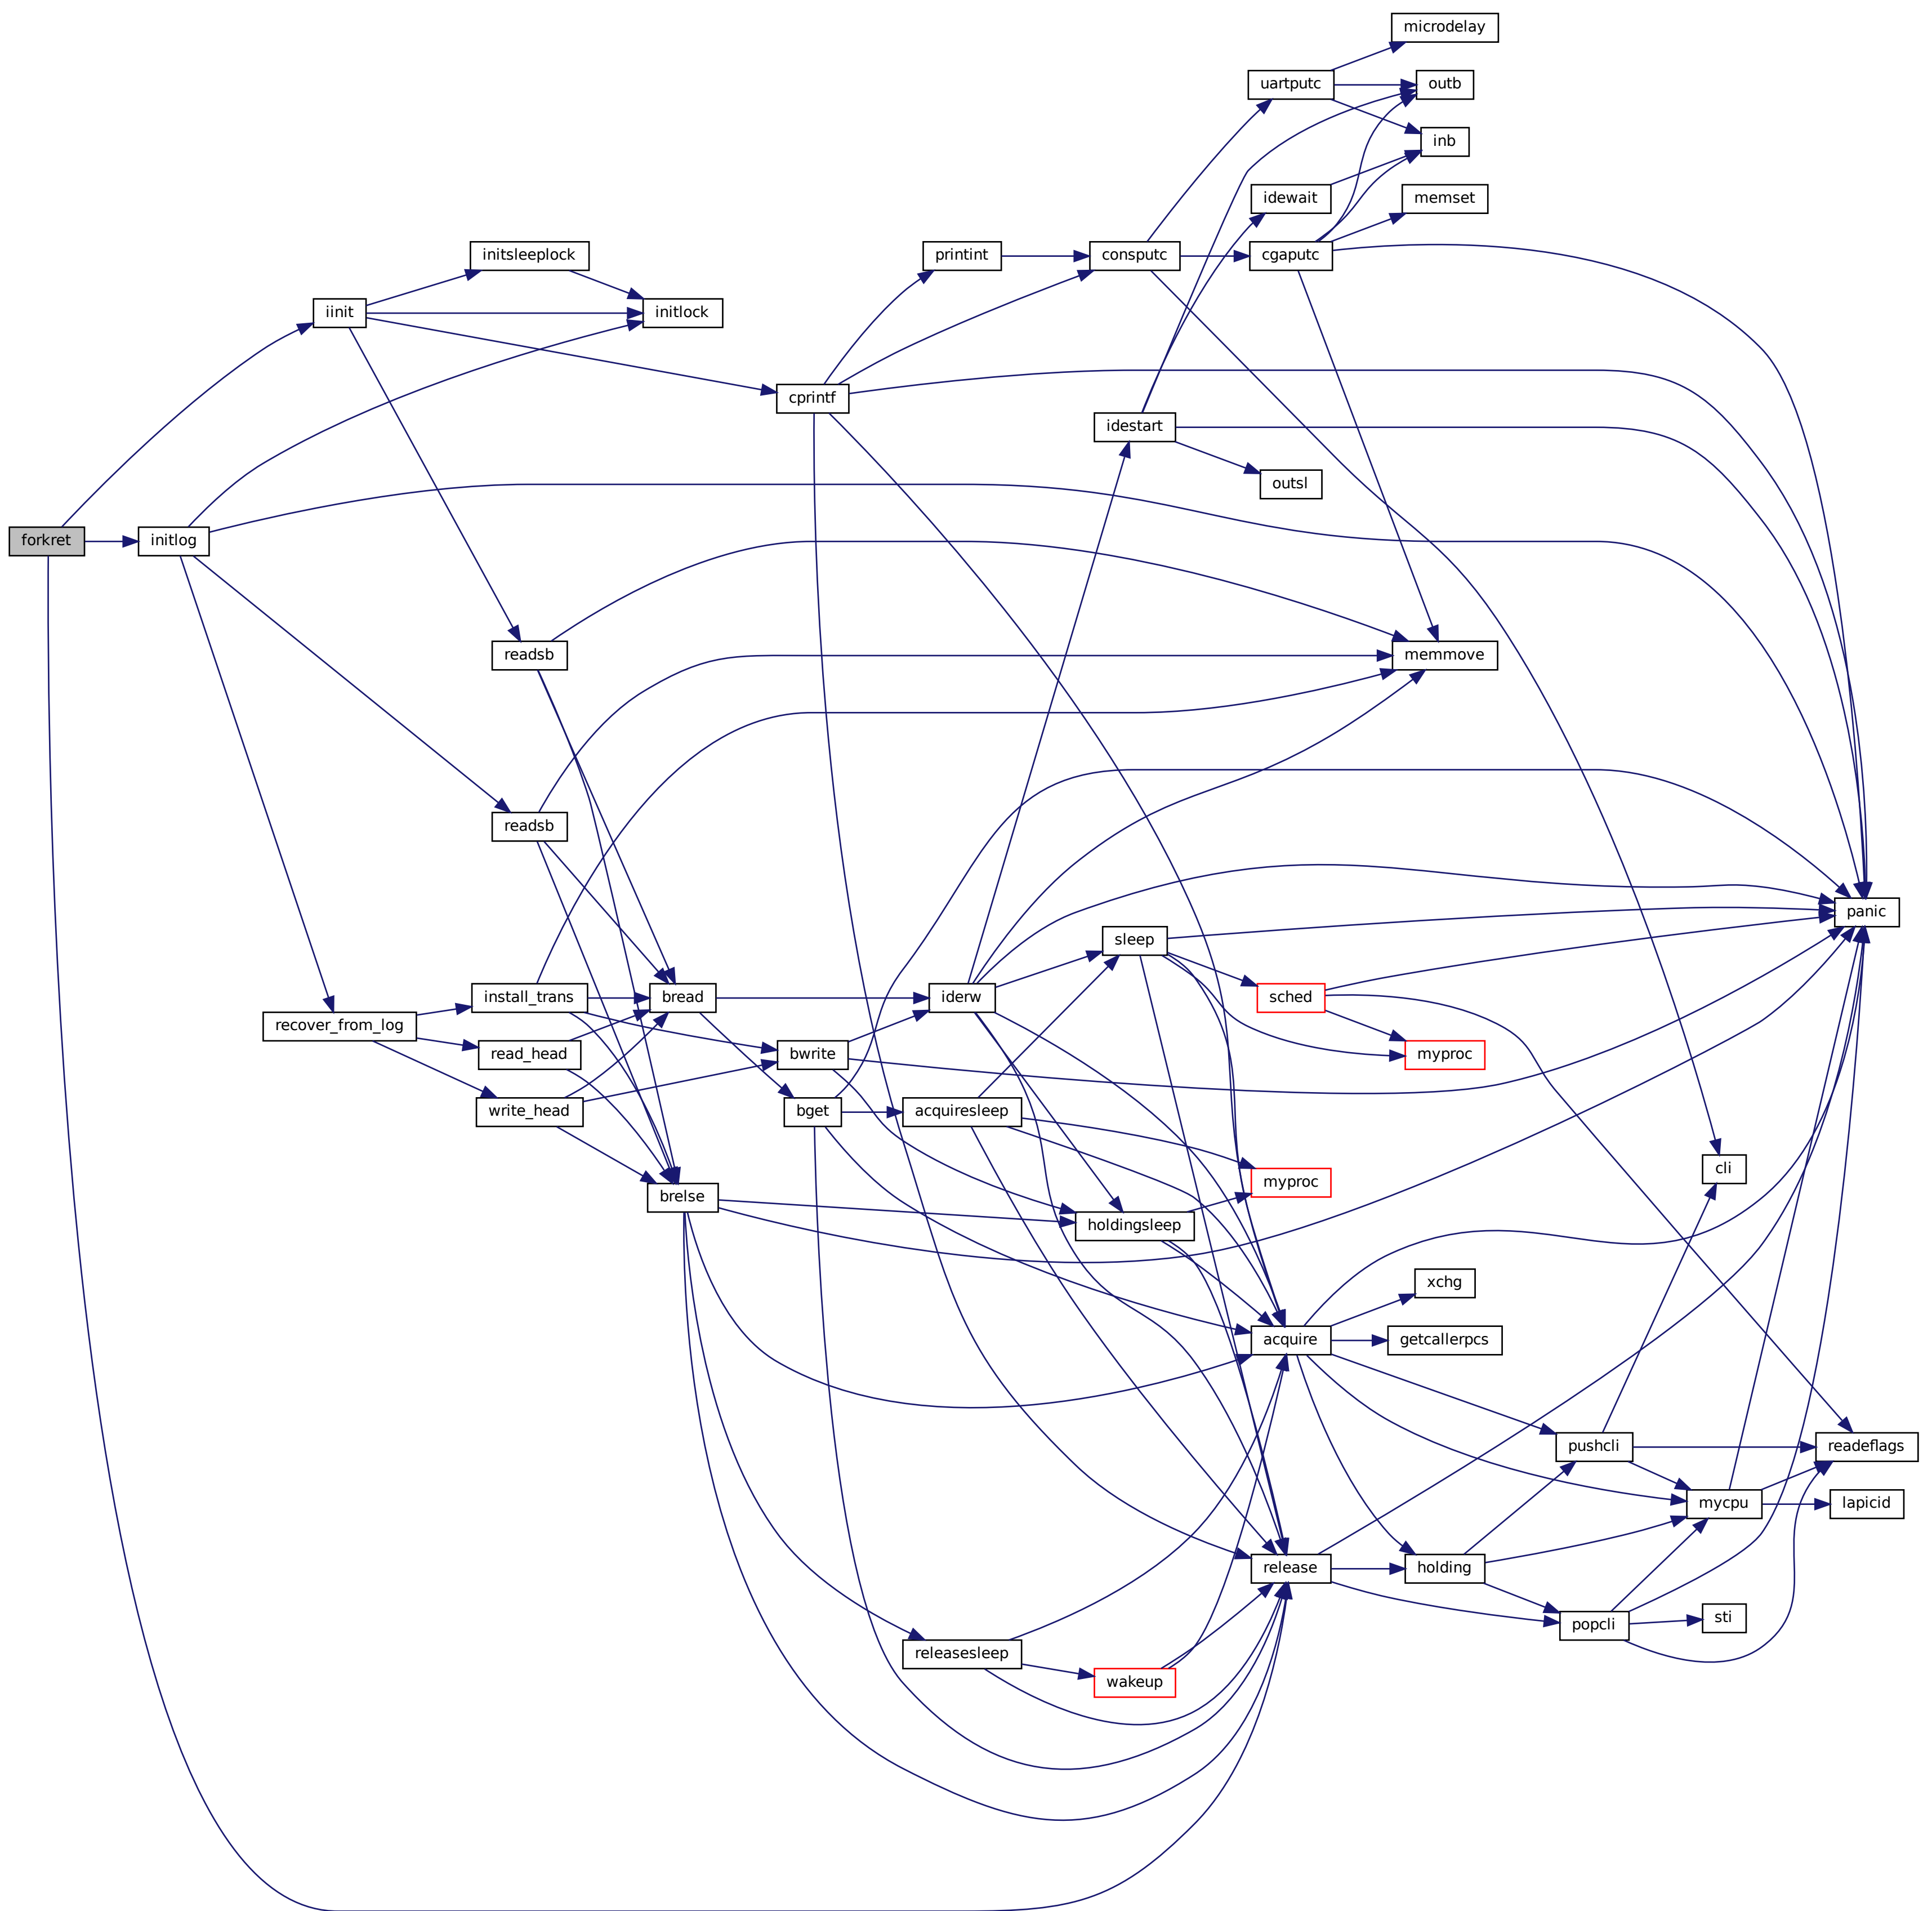 microdelay
uartputc
outb
inb
idewait
memset
initsleeplock
printint
consputc
cgaputc
iinit
initlock
cprintf
idestart
outsl
forkret
initlog
readsb
memmove
readsb
panic
sleep
install_trans
bread
iderw
sched
recover_from_log
read_head
bwrite
myproc
write_head
bget
acquiresleep
cli
myproc
brelse
holdingsleep
xchg
acquire
getcallerpcs
pushcli
readeflags
mycpu
lapicid
release
holding
popcli
sti
releasesleep
wakeup